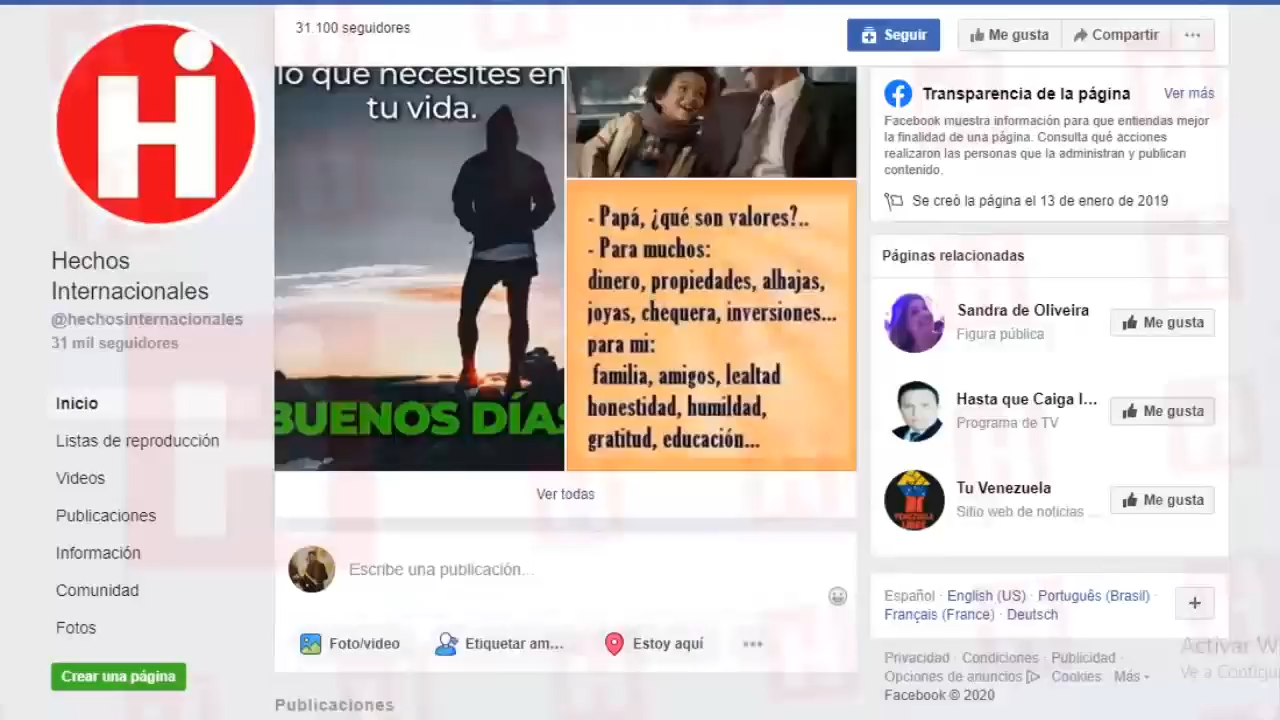 31.100 seguidores
Seguir
Me gusta
Compartir
Hi
Hechos
Internacionales
@hechosinternacionales
31 mil seguidores
Inicio
Listas de reproducción
Videos
Publicaciones
Información
Comunidad
Fotos
Crear una página
lo que necesites en
tu vida.
BUENOS DÍAS
- Papá, ¿qué son valores?..
- Para muchos:
dinero, propiedades, alhajas,
joyas, chequera, inversiones...
para mi:
familia, amigos, lealtad
honestidad, humildad,
gratitud, educación...
Ver todas
Escribe una publicación...
Foto/video
Etiquetar am...
Estoy aquí
Publicaciones
Transparencia de la página
Ver más
Facebook muestra información para que entiendas mejor
la finalidad de una página. Consulta qué acciones
realizaron las personas que la administran y publican
contenido.
Se creó la página el 13 de enero de 2019
Páginas relacionadas
Sandra de Oliveira
Figura pública
Me gusta
Hasta que Caiga l...
Programa de TV
Me gusta
Tu Venezuela
Sitio web de noticias ...
Me gusta
Español · English (US) · Português (Brasil) ·
Français (France) · Deutsch
Privacidad · Condiciones · Publicidad ·
Opciones de anuncios · Cookies · Más
Facebook © 2020
Activar W
Ve a Configu